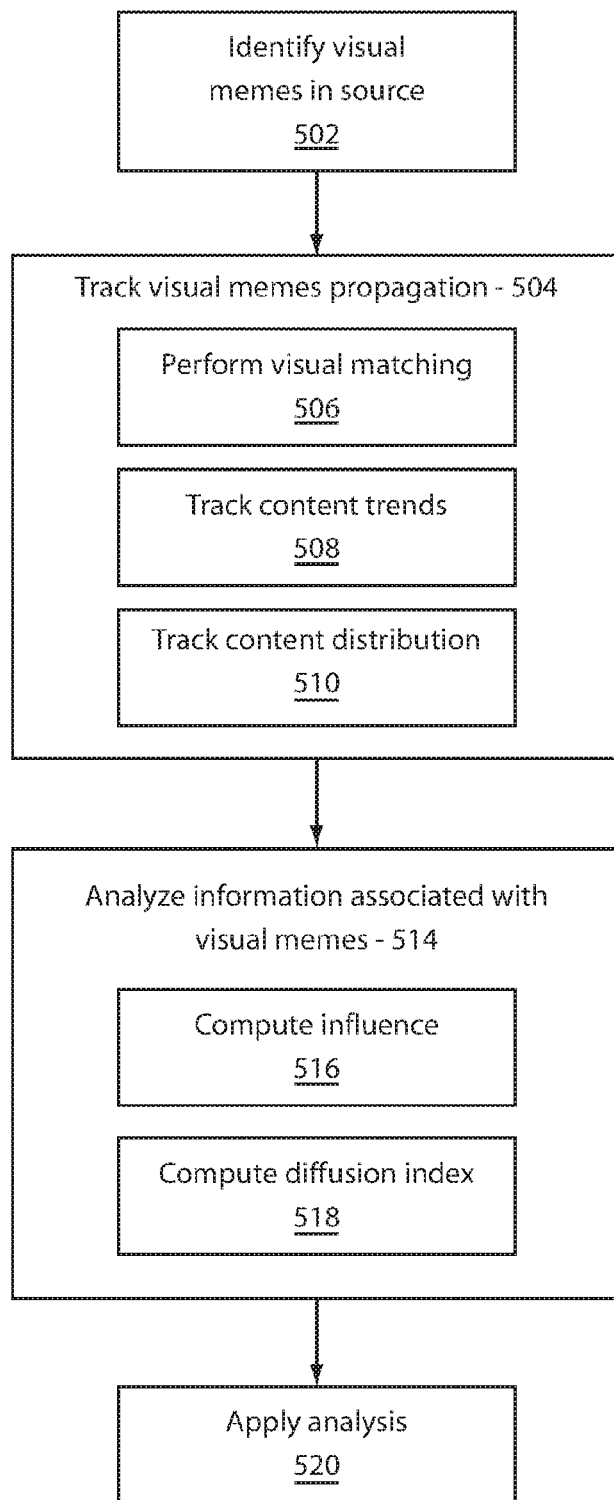 Identify visual
memes in source
502
Track visual memes propagation - 504
Perform visual matching
506
Track content trends
508
Track content distribution
510
Analyze information associated with
visual memes - 514
Compute influence
516
Compute diffusion index
518
Apply analysis
520